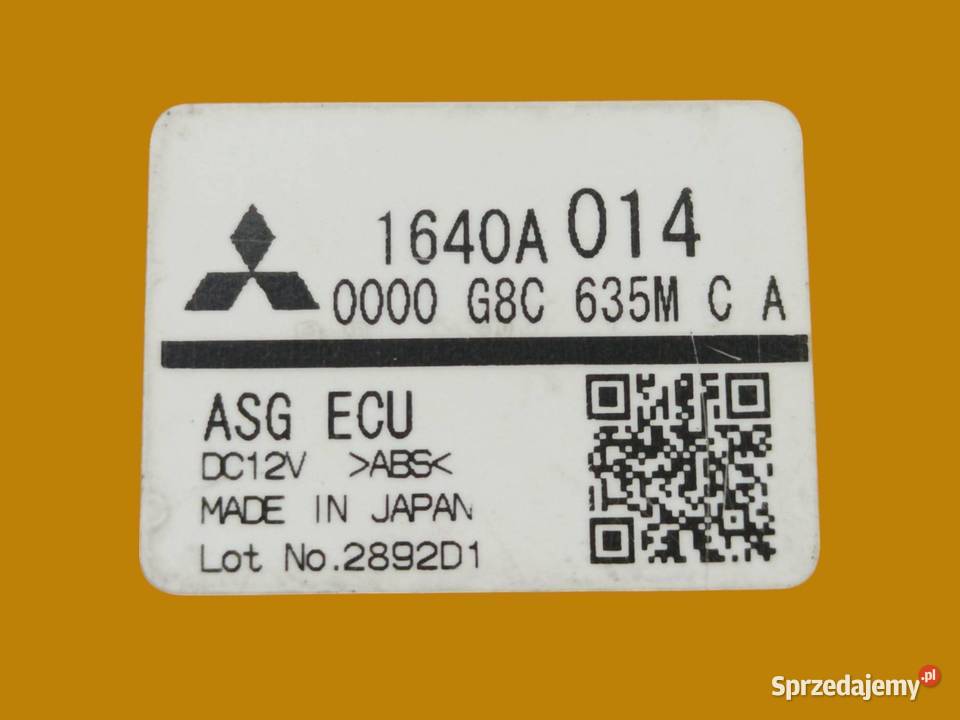 1640A 014
0000 G8C 635M C A
ASG ECU
DC12V >ABS<
MADE IN JAPAN
Lot No.2892D1
Sprzedajemy.pl